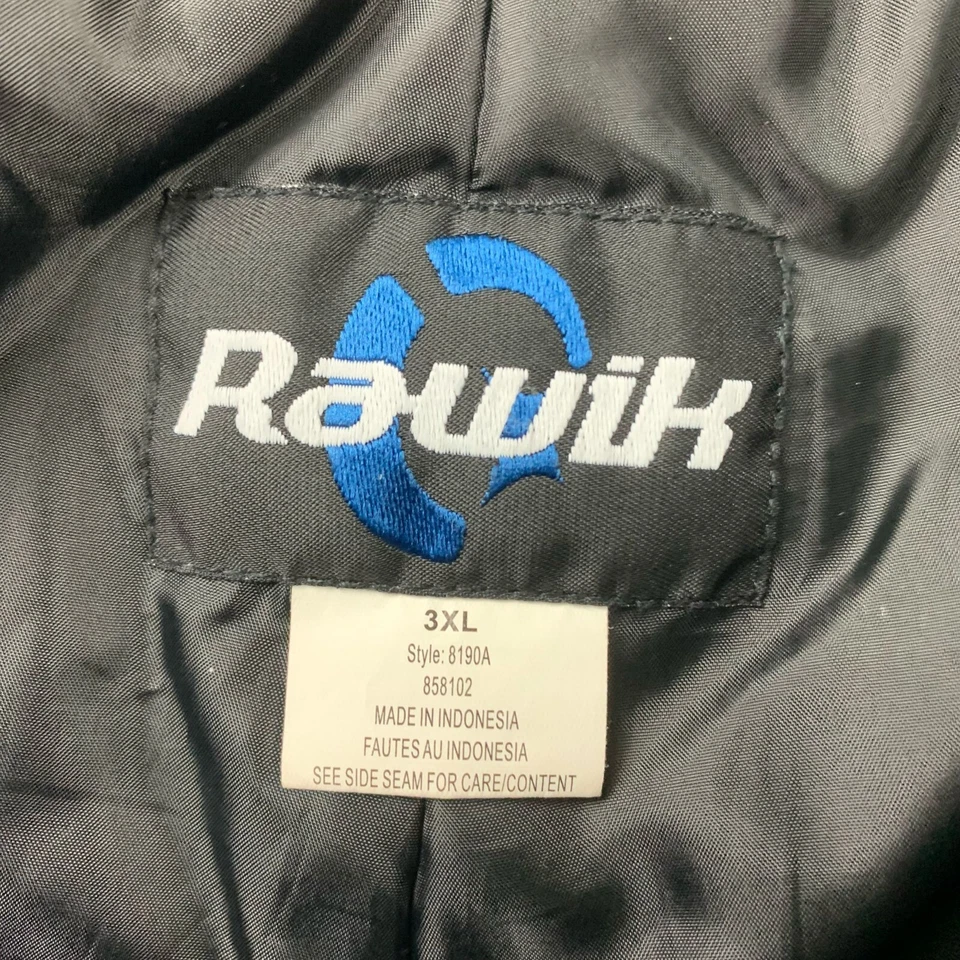 Rawik
3XL
Style: 8190A
858102
MADE IN INDONESIA
FAUTES AU INDONESIA
SEE SIDE SEAM FOR CARE/CONTENT